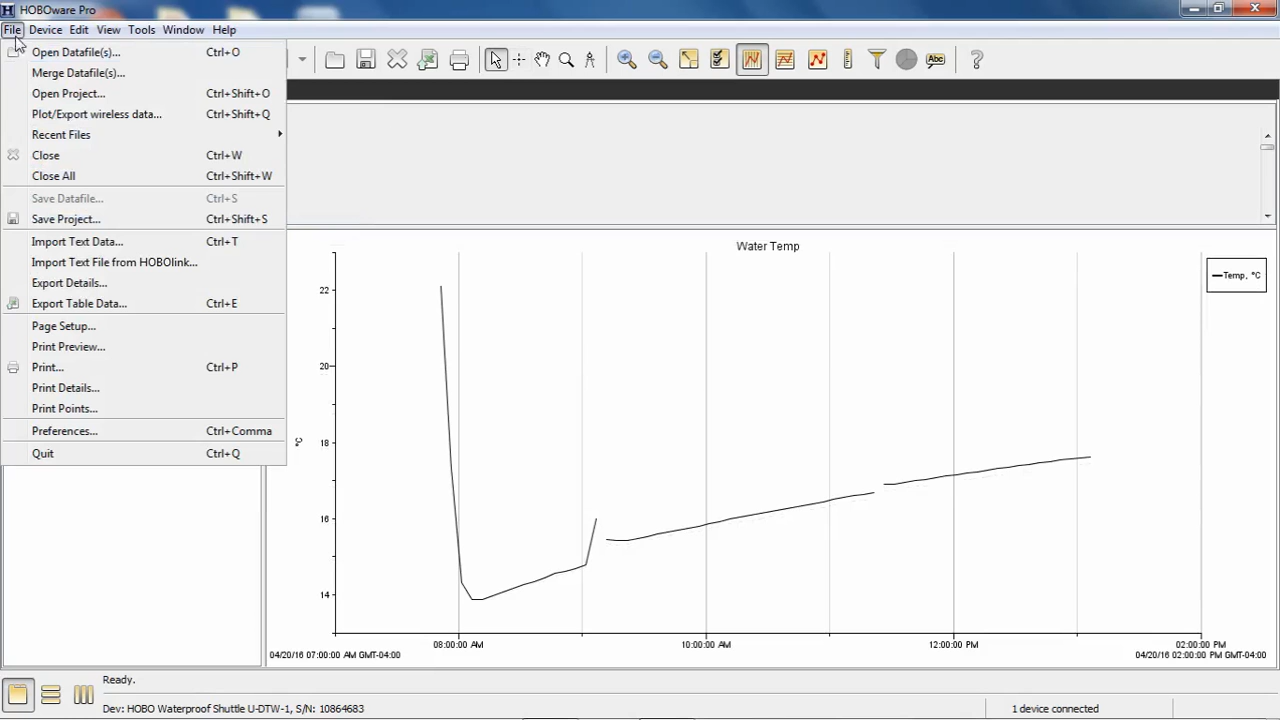 HOBOware Pro
File Device Edit View Tools Window Help
Open Datafile(s)... Ctrl+O
Merge Datafile(s)...
Open Project... Ctrl+Shift+O
Plot/Export wireless data... Ctrl+Shift+Q
Recent Files
Close Ctrl+W
Close All Ctrl+Shift+W
Save Datafile... Ctrl+S
Save Project... Ctrl+Shift+S
Import Text Data... Ctrl+T
Import Text File from HOBOlink...
Export Details...
Export Table Data... Ctrl+E
Page Setup...
Print Preview...
Print... Ctrl+P
Print Details...
Print Points...
Preferences... Ctrl+Comma
Quit Ctrl+Q
Abc
Water Temp
Temp, °C
22
20
18
°C
16
14
08:00:00 AM 10:00:00 AM 12:00:00 PM 02:00:00 PM
04/20/16 07:00:00 AM GMT-04:00 04/20/16 02:00:00 PM GMT-04:00
Ready.
Dev: HOBO Waterproof Shuttle U-DTW-1, S/N: 10864683 1 device connected